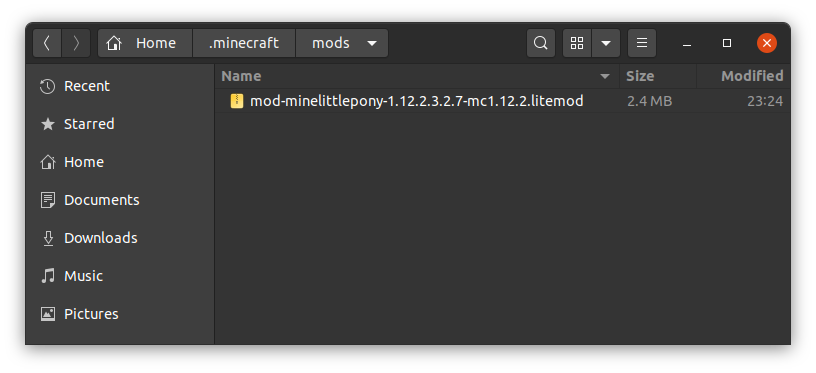 Home .minecraft mods
Name Size Modified
mod-minelittlepony-1.12.2.3.2.7-mc1.12.2.litemod 2.4 MB 23:24
Recent
Starred
Home
Documents
Downloads
Music
Pictures